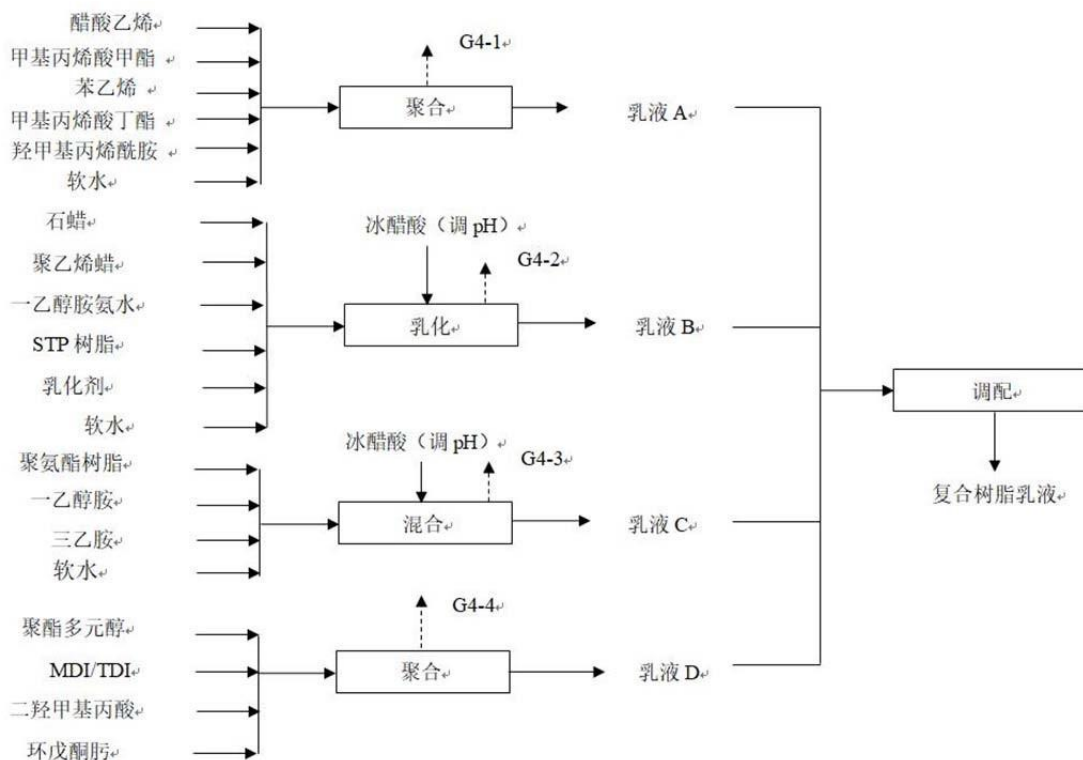 醋酸乙烯
甲基丙烯酸甲酯
苯乙烯
甲基丙烯酸丁酯
羟甲基丙烯酰胺
软水
G4-1
聚合
乳液 A
石蜡
聚乙烯蜡
一乙醇胺氨水
STP 树脂
乳化剂
软水
冰醋酸（调 pH）
G4-2
乳化
乳液 B
聚氨酯树脂
一乙醇胺
三乙胺
软水
冰醋酸（调 pH）
G4-3
混合
乳液 C
聚酯多元醇
MDI/TDI
二羟甲基丙酸
环戊酮肟
G4-4
聚合
乳液 D
调配
复合树脂乳液